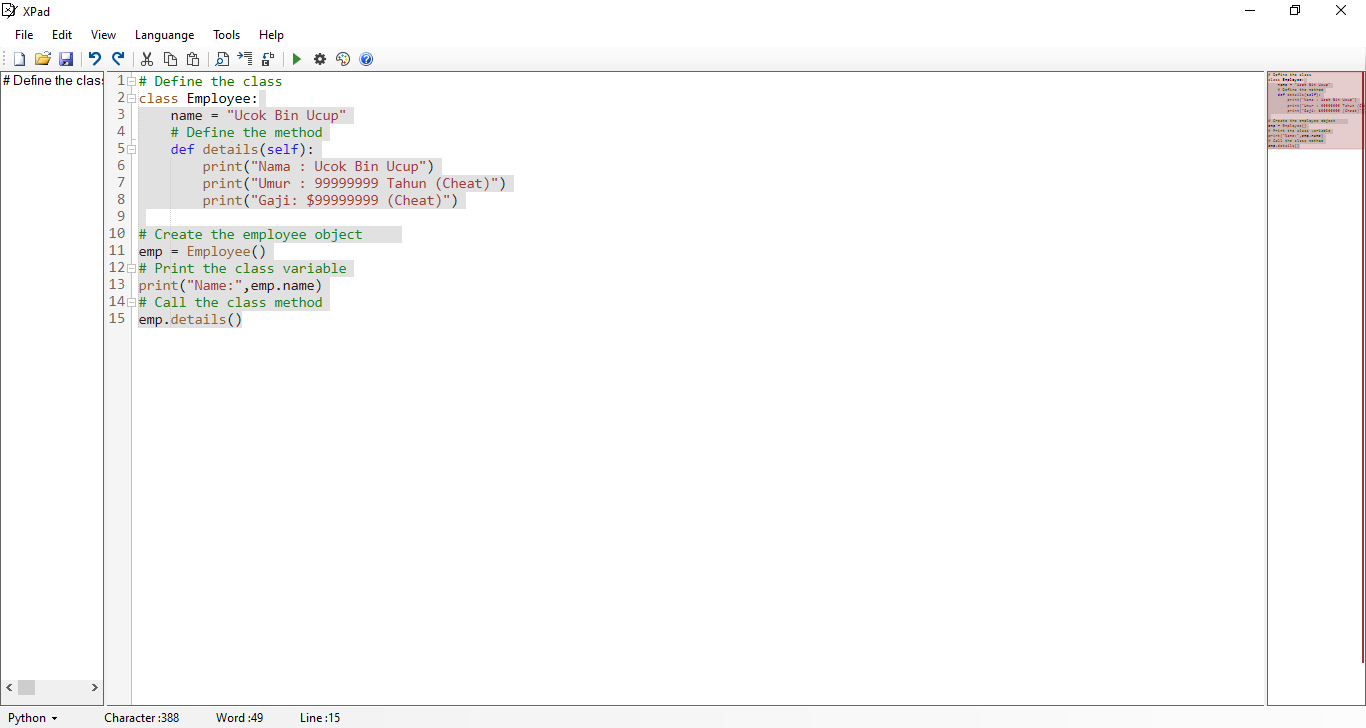 XPad
File Edit View Languange Tools Help
# Define the clas
1 # Define the class
2 class Employee:
3     name = "Ucok Bin Ucup"
4     # Define the method
5     def details(self):
6         print("Nama : Ucok Bin Ucup")
7         print("Umur : 99999999 Tahun (Cheat)")
8         print("Gaji: $99999999 (Cheat)")
9
10 # Create the employee object
11 emp = Employee()
12 # Print the class variable
13 print("Name:",emp.name)
14 # Call the class method
15 emp.details()
Python Character :388 Word :49 Line :15